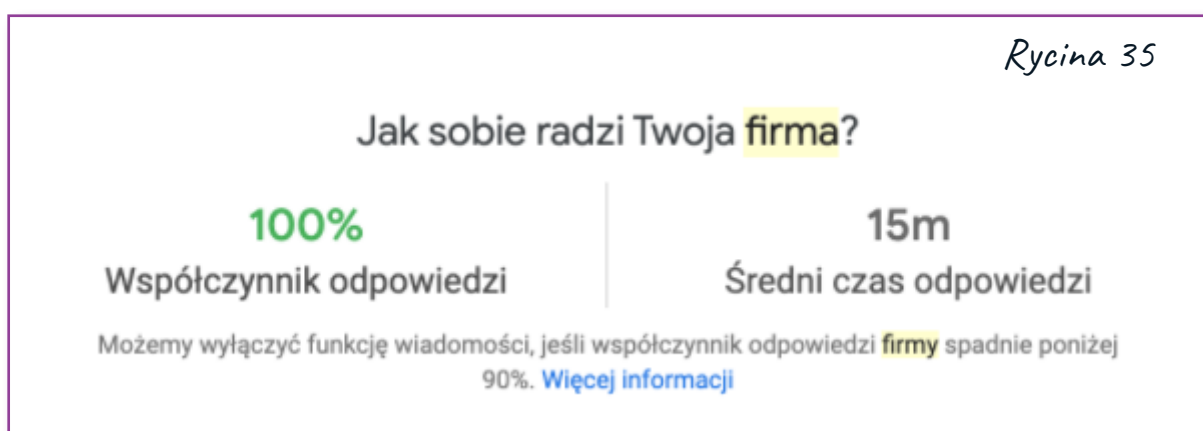 Rycina 35
Jak sobie radzi Twoja firma?
100%
Współczynnik odpowiedzi
15m
Średni czas odpowiedzi
Możemy wyłączyć funkcję wiadomości, jeśli współczynnik odpowiedzi firmy spadnie poniżej
90%. Więcej informacji